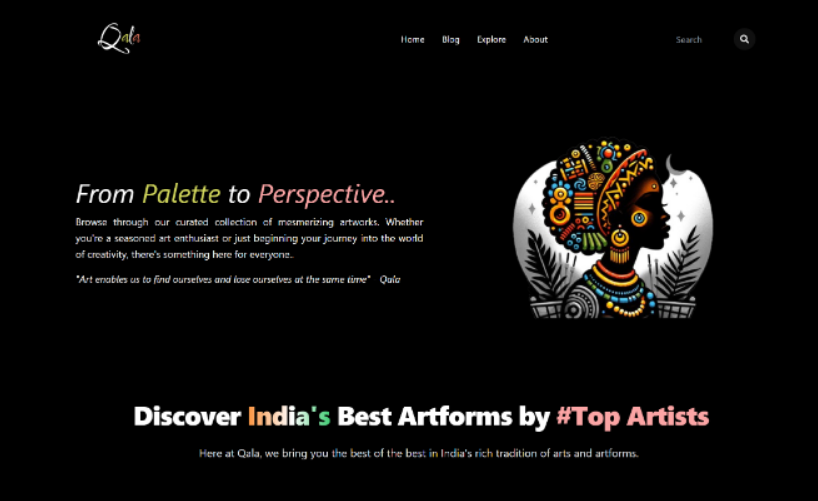 Qala
Home Blog Explore About Search
From Palette to Perspective..
Browse through our curated collection of mesmerizing artworks. Whether
you're a seasoned art enthusiast or just beginning your journey into the world
of creativity, there's something here for everyone..
"Art enables us to find ourselves and lose ourselves at the same time" Qala
Discover India's Best Artforms by #Top Artists
Here at Qala, we bring you the best of the best in India's rich tradition of arts and artforms.